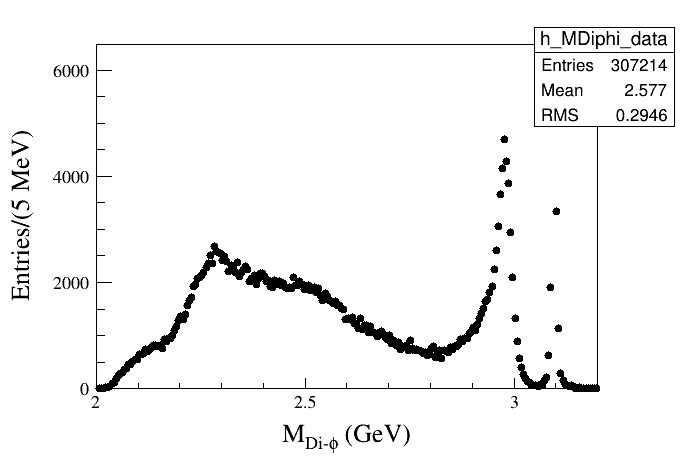 h_MDiphi_data
Entries 307214
Mean 2.577
RMS 0.2946
Entries/(5 MeV)
6000
4000
2000
0
2 2.5 3
M_Di-ϕ (GeV)